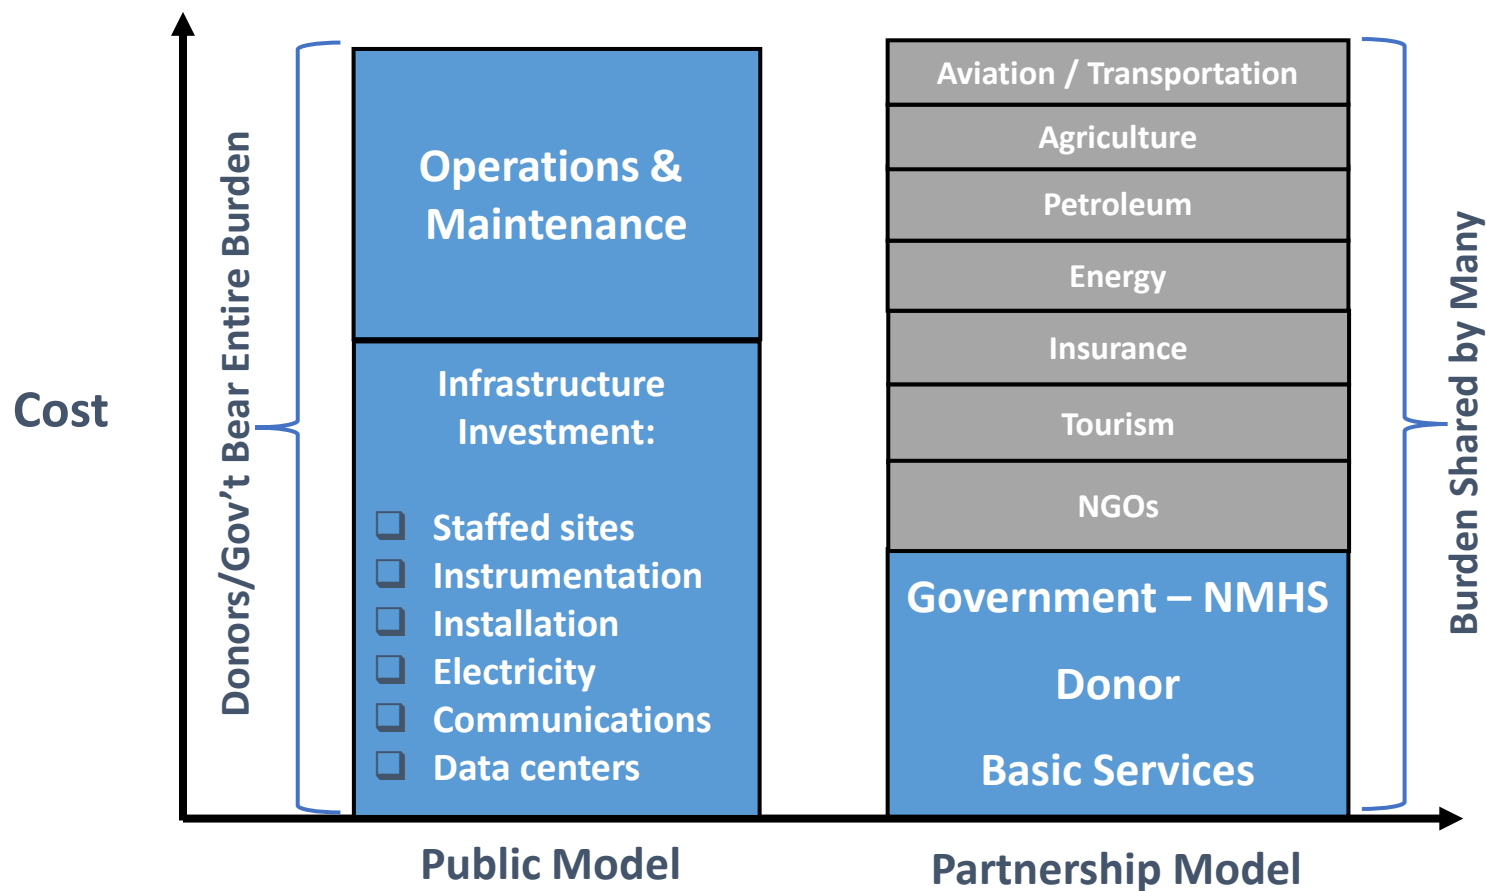 Cost
Donors/Gov't Bear Entire Burden
Operations &
Maintenance
Infrastructure
Investment:
❑ Staffed sites
❑ Instrumentation
❑ Installation
❑ Electricity
❑ Communications
❑ Data centers
Public Model
Aviation / Transportation
Agriculture
Petroleum
Energy
Insurance
Tourism
NGOs
Government – NMHS
Donor
Basic Services
Partnership Model
Burden Shared by Many